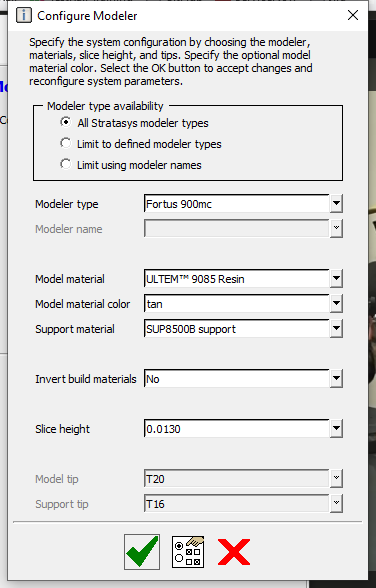 Configure Modeler
Specify the system configuration by choosing the modeler,
materials, slice height, and tips. Specify the optional model
material color. Select the OK button to accept changes and
reconfigure system parameters.
Modeler type availability
All Stratasys modeler types
Limit to defined modeler types
Limit using modeler names
Modeler type Fortus 900mc
Modeler name
Model material ULTEM™ 9085 Resin
Model material color tan
Support material SUP8500B support
Invert build materials No
Slice height 0.0130
Model tip T20
Support tip T16